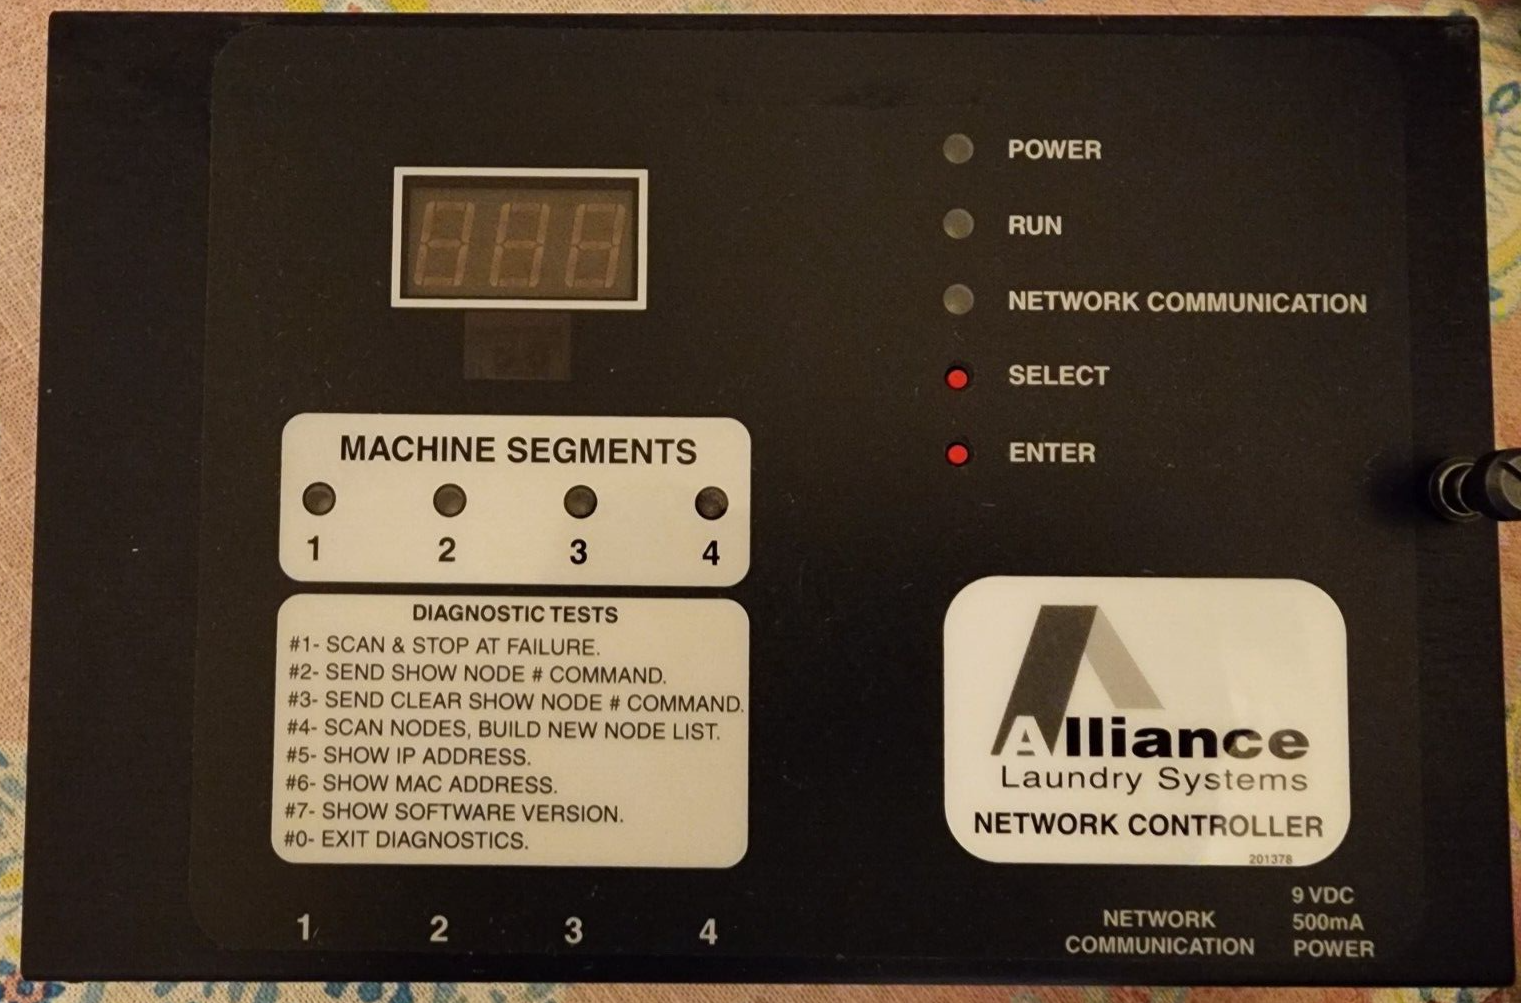 POWER
RUN
NETWORK COMMUNICATION
SELECT
ENTER
MACHINE SEGMENTS
1 2 3 4
DIAGNOSTIC TESTS
#1- SCAN & STOP AT FAILURE.
#2- SEND SHOW NODE # COMMAND.
#3- SEND CLEAR SHOW NODE # COMMAND.
#4- SCAN NODES, BUILD NEW NODE LIST.
#5- SHOW IP ADDRESS.
#6- SHOW MAC ADDRESS.
#7- SHOW SOFTWARE VERSION.
#0- EXIT DIAGNOSTICS.
Alliance
Laundry Systems
NETWORK CONTROLLER
201378
1 2 3 4
NETWORK
COMMUNICATION
9 VDC
500mA
POWER